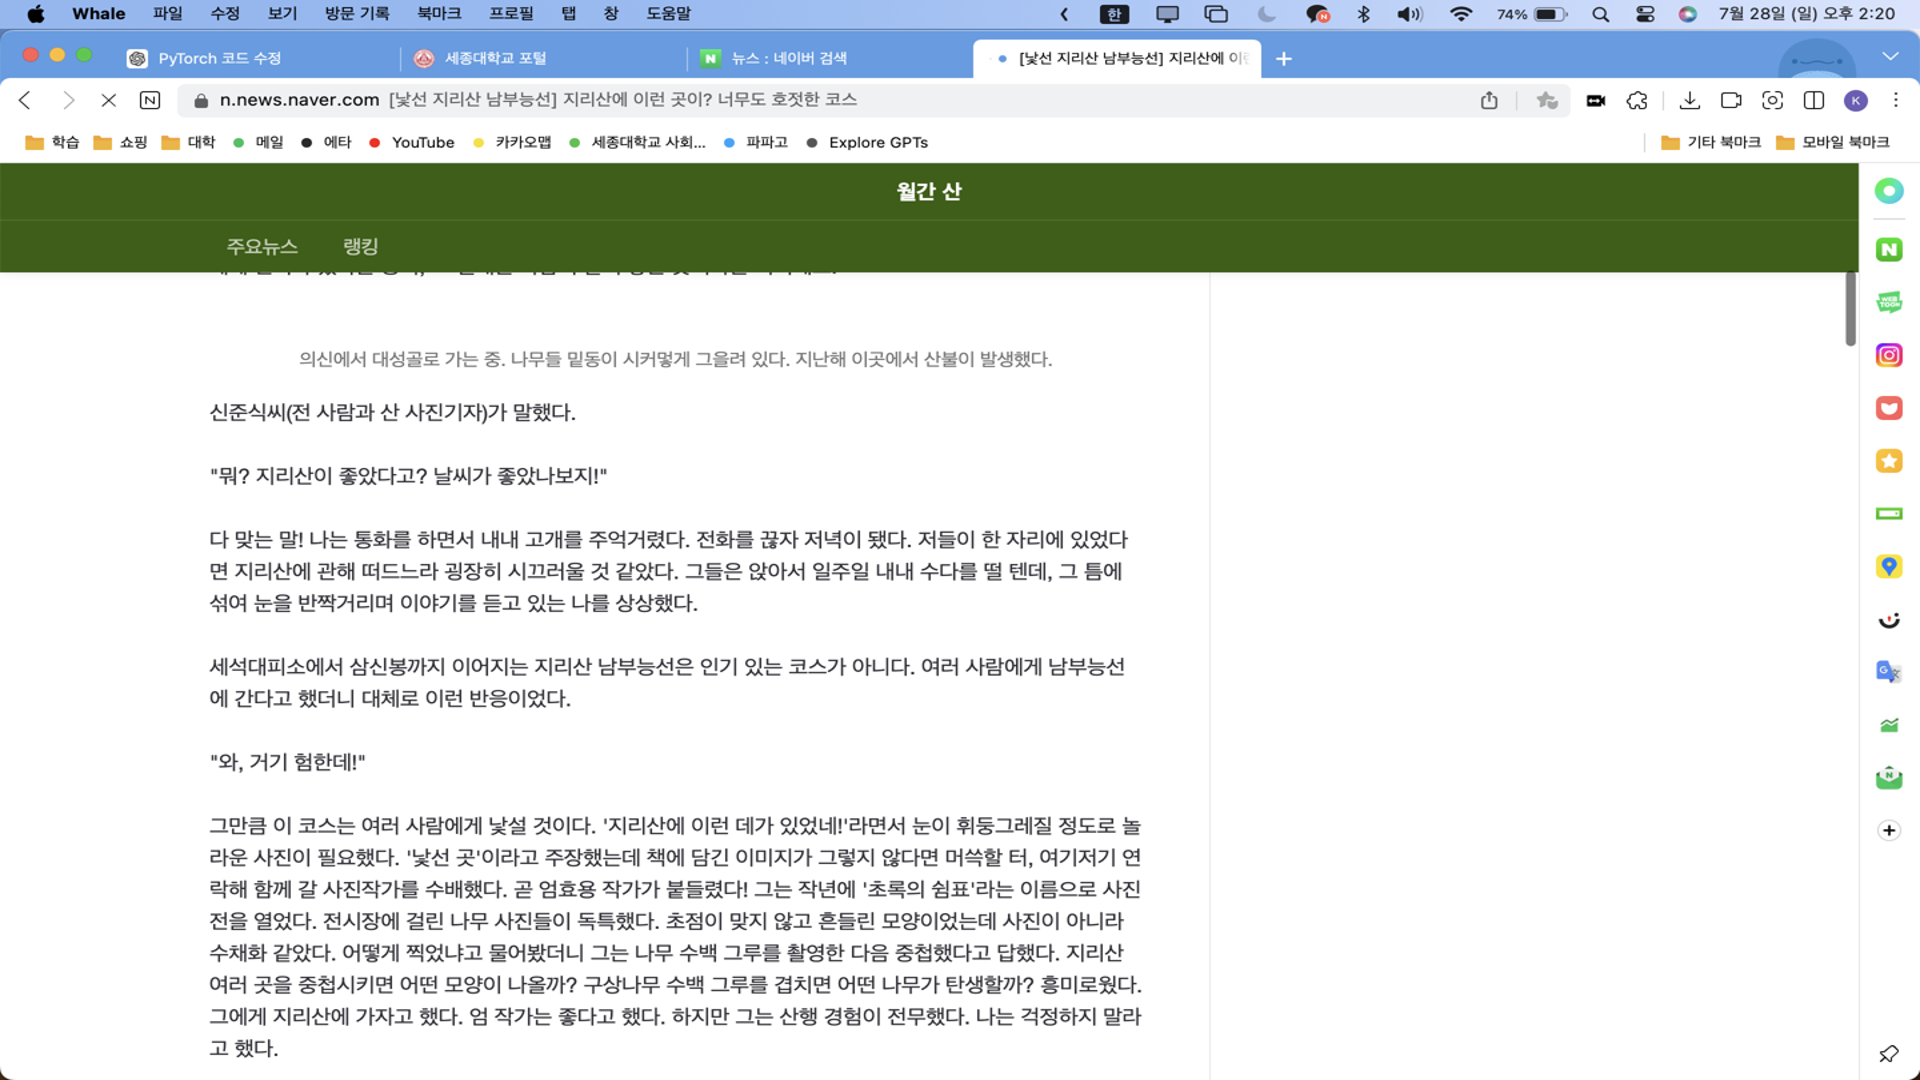 Whale 파일 수정 보기 방문 기록 북마크 프로필 탭 창 도움말 한 74% 7월 28일 (일) 오후 2:20
PyTorch 코드 수정 세종대학교 포털 N 뉴스 : 네이버 검색 [낯선 지리산 남부능선] 지리산에 이
N n.news.naver.com [낯선 지리산 남부능선] 지리산에 이런 곳이? 너무도 호젓한 코스 K
학습 쇼핑 대학 메일 에타 YouTube 카카오맵 세종대학교 사회... 파파고 Explore GPTs 기타 북마크 모바일 북마크
월간 산
주요뉴스 랭킹
의신에서 대성골로 가는 중. 나무들 밑동이 시커멓게 그을려 있다. 지난해 이곳에서 산불이 발생했다.
신준식씨(전 사람과 산 사진기자)가 말했다.
"뭐? 지리산이 좋았다고? 날씨가 좋았나보지!"
다 맞는 말! 나는 통화를 하면서 내내 고개를 주억거렸다. 전화를 끊자 저녁이 됐다. 저들이 한 자리에 있었다
면 지리산에 관해 떠드느라 굉장히 시끄러울 것 같았다. 그들은 앉아서 일주일 내내 수다를 떨 텐데, 그 틈에
섞여 눈을 반짝거리며 이야기를 듣고 있는 나를 상상했다.
세석대피소에서 삼신봉까지 이어지는 지리산 남부능선은 인기 있는 코스가 아니다. 여러 사람에게 남부능선
에 간다고 했더니 대체로 이런 반응이었다.
"와, 거기 험한데!"
그만큼 이 코스는 여러 사람에게 낯설 것이다. '지리산에 이런 데가 있었네!'라면서 눈이 휘둥그레질 정도로 놀
라운 사진이 필요했다. '낯선 곳'이라고 주장했는데 책에 담긴 이미지가 그렇지 않다면 머쓱할 터, 여기저기 연
락해 함께 갈 사진작가를 수배했다. 곧 엄효용 작가가 붙들렸다! 그는 작년에 '초록의 쉼표'라는 이름으로 사진
전을 열었다. 전시장에 걸린 나무 사진들이 독특했다. 초점이 맞지 않고 흔들린 모양이었는데 사진이 아니라
수채화 같았다. 어떻게 찍었냐고 물어봤더니 그는 나무 수백 그루를 촬영한 다음 중첩했다고 답했다. 지리산
여러 곳을 중첩시키면 어떤 모양이 나올까? 구상나무 수백 그루를 겹치면 어떤 나무가 탄생할까? 흥미로웠다.
그에게 지리산에 가자고 했다. 엄 작가는 좋다고 했다. 하지만 그는 산행 경험이 전무했다. 나는 걱정하지 말라
고 했다.